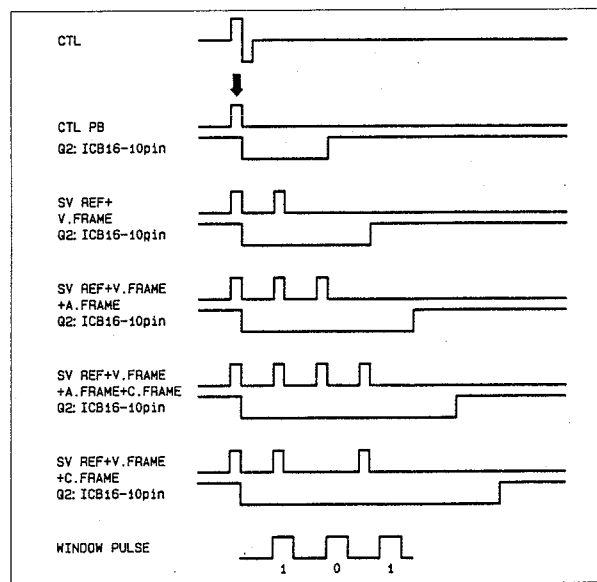 CTL
CTL PB
Q2: ICB16-10pin
SV REF+
V.FRAME
Q2: ICB16-10pin
SV REF+V.FRAME
+A.FRAME
Q2: ICB16-10pin
SV REF+V.FRAME
+A.FRAME+C.FRAME
Q2: ICB16-10pin
SV REF+V.FRAME
+C.FRAME
Q2: ICB16-10pin
WINDOW PULSE
1 0 1